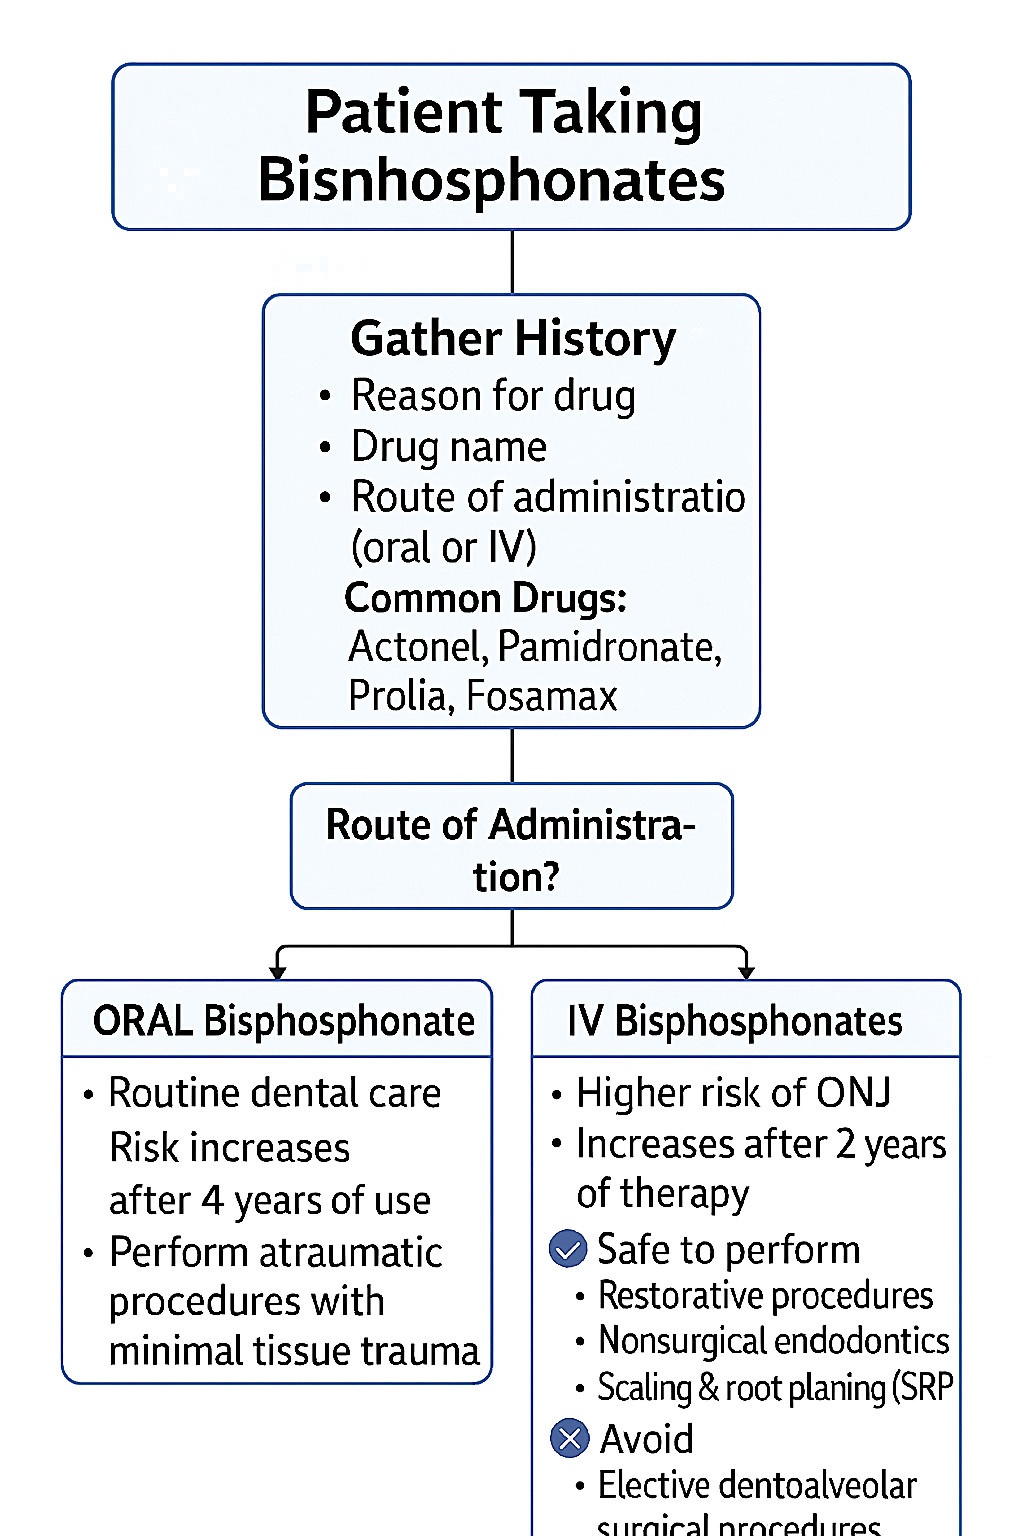 Patient Taking
Bisnhosphonates
Gather History
• Reason for drug
• Drug name
• Route of administratio
(oral or IV)
Common Drugs:
Actonel, Pamidronate,
Prolia, Fosamax
Route of Administra-
tion?
ORAL Bisphosphonate
• Routine dental care
Risk increases
after 4 years of use
• Perform atraumatic
procedures with
minimal tissue trauma
IV Bisphosphonates
• Higher risk of ONJ
• Increases after 2 years
of therapy
Safe to perform
• Restorative procedures
• Nonsurgical endodontics
• Scaling & root planing (SRP
Avoid
• Elective dentoalveolar
surgical procedures